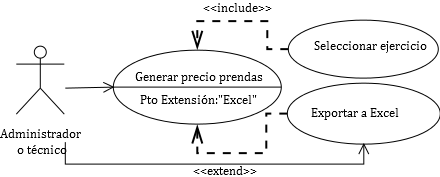 <<include>>
Seleccionar ejercicio
Generar precio prendas
Pto Extensión:"Excel"
Exportar a Excel
Administrador
o técnico
<<extend>>